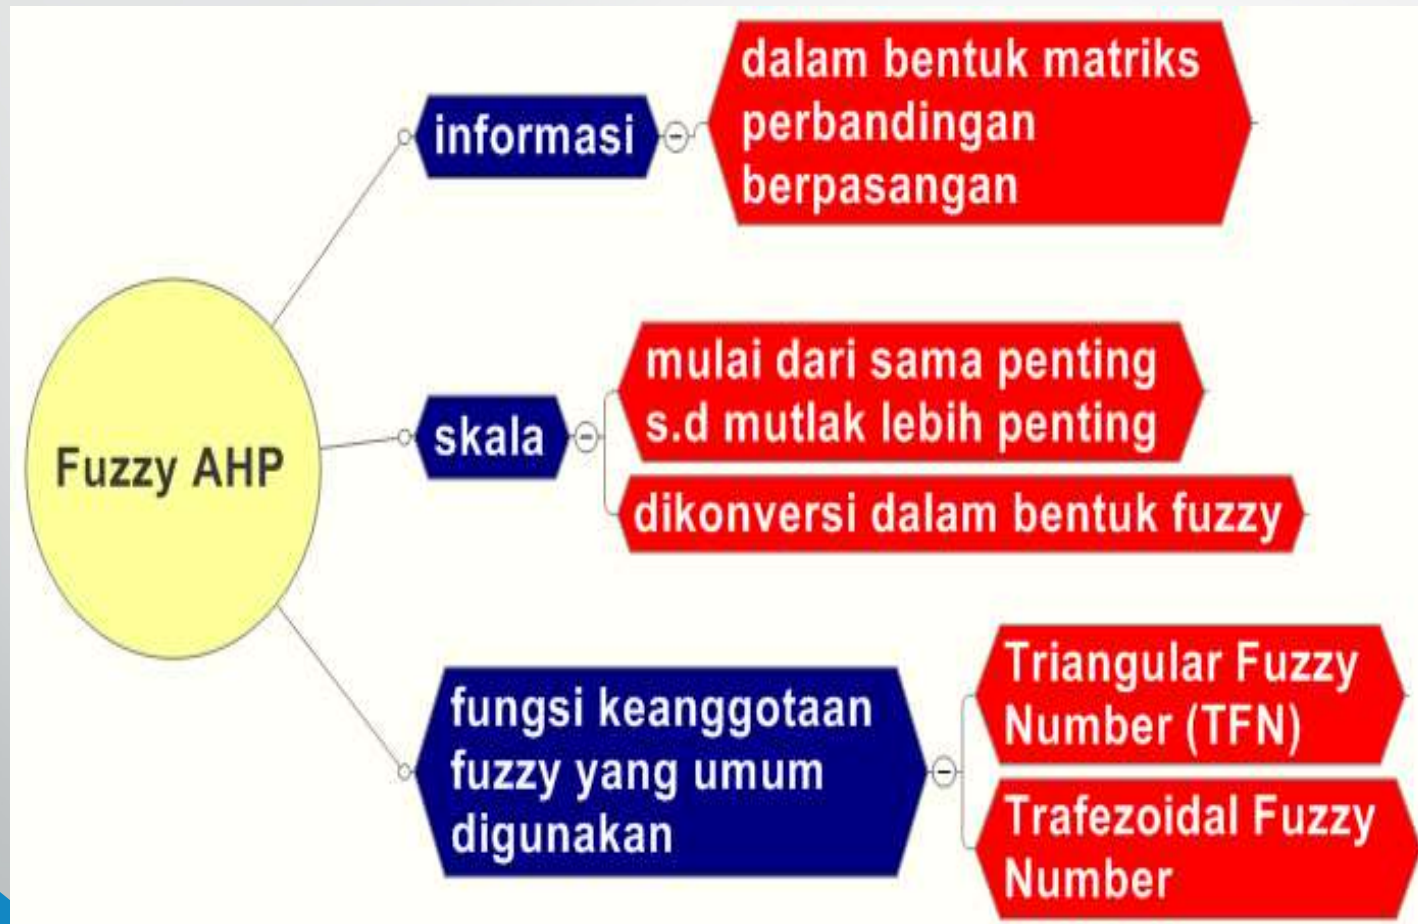 Fuzzy AHP
informasi
dalam bentuk matriks
perbandingan
berpasangan
skala
mulai dari sama penting
s.d mutlak lebih penting
dikonversi dalam bentuk fuzzy
fungsi keanggotaan
fuzzy yang umum
digunakan
Triangular Fuzzy
Number (TFN)
Trafezoidal Fuzzy
Number